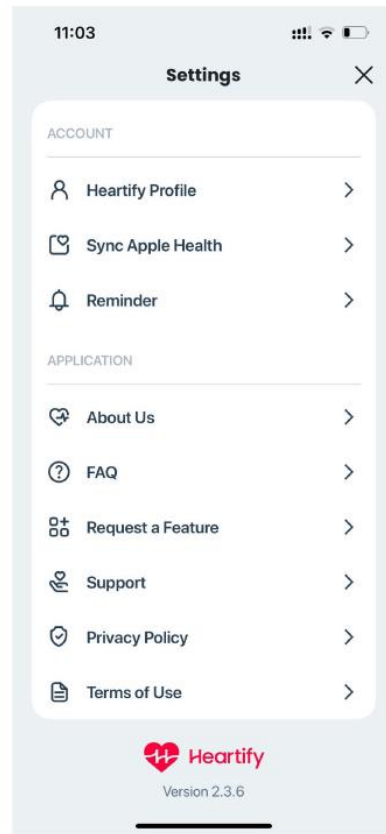 11:03
Settings
ACCOUNT
Heartify Profile
Sync Apple Health
Reminder
APPLICATION
About Us
FAQ
Request a Feature
Support
Privacy Policy
Terms of Use
Heartify
Version 2.3.6